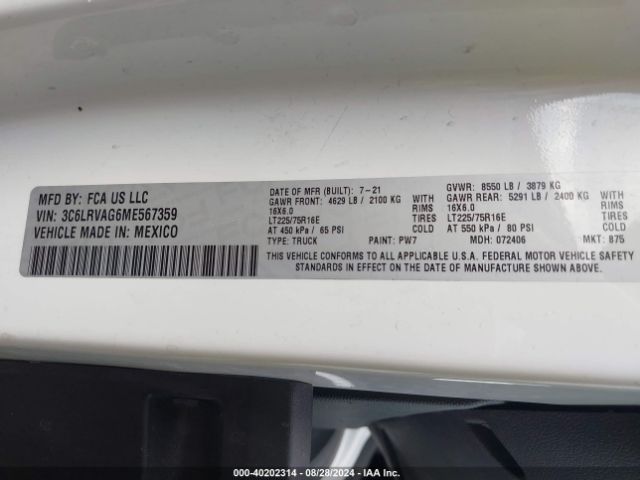 MFD BY: FCA US LLC
VIN: 3C6LRVAG6ME567359
VEHICLE MADE IN: MEXICO
DATE OF MFR (BUILT): 7-21
GAWR FRONT: 4629 LB / 2100 KG WITH
16X6.0 RIMS
LT225/75R16E TIRES
AT 450 kPa / 65 PSI COLD
TYPE: TRUCK PAINT: PW7
GVWR: 8550 LB / 3879 KG
GAWR REAR: 5291 LB / 2400 KG WITH
16X6.0 RIMS
LT225/75R16E TIRES
AT 550 kPa / 80 PSI COLD
MDH: 072406 MKT: 875
THIS VEHICLE CONFORMS TO ALL APPLICABLE U.S.A. FEDERAL MOTOR VEHICLE SAFETY
STANDARDS IN EFFECT ON THE DATE OF MANUFACTURE SHOWN ABOVE.
000-40202314 - 08/28/2024 - IAA Inc.